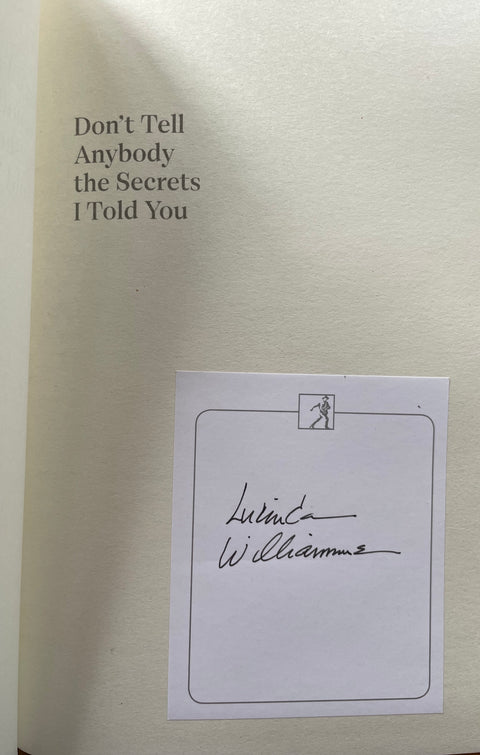 Don't Tell
Anybody
the Secrets
I Told You
Lucinda
Williams